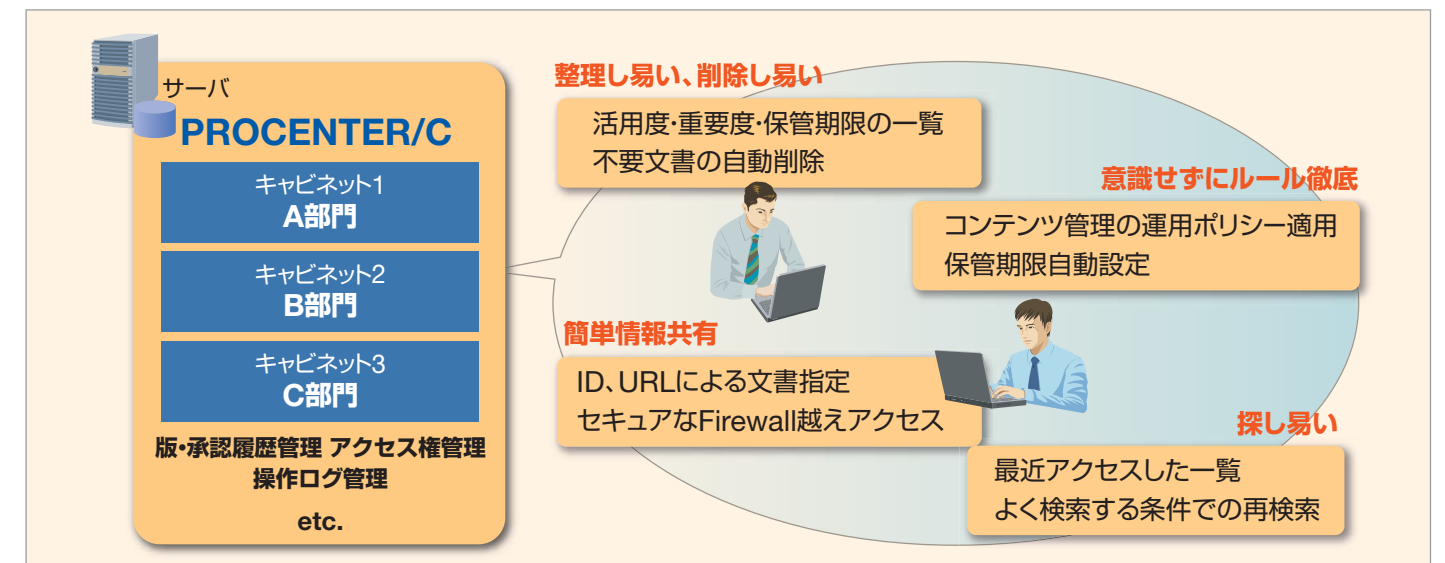 サーバ
PROCENTER/C
キャビネット1
A部門
キャビネット2
B部門
キャビネット3
C部門
版・承認履歴管理 アクセス権管理
操作ログ管理
etc.
整理し易い、削除し易い
活用度・重要度・保管期限の一覧
不要文書の自動削除
意識せずにルール徹底
コンテンツ管理の運用ポリシー適用
保管期限自動設定
簡単情報共有
ID、URLによる文書指定
セキュアなFirewall越えアクセス
探し易い
最近アクセスした一覧
よく検索する条件での再検索